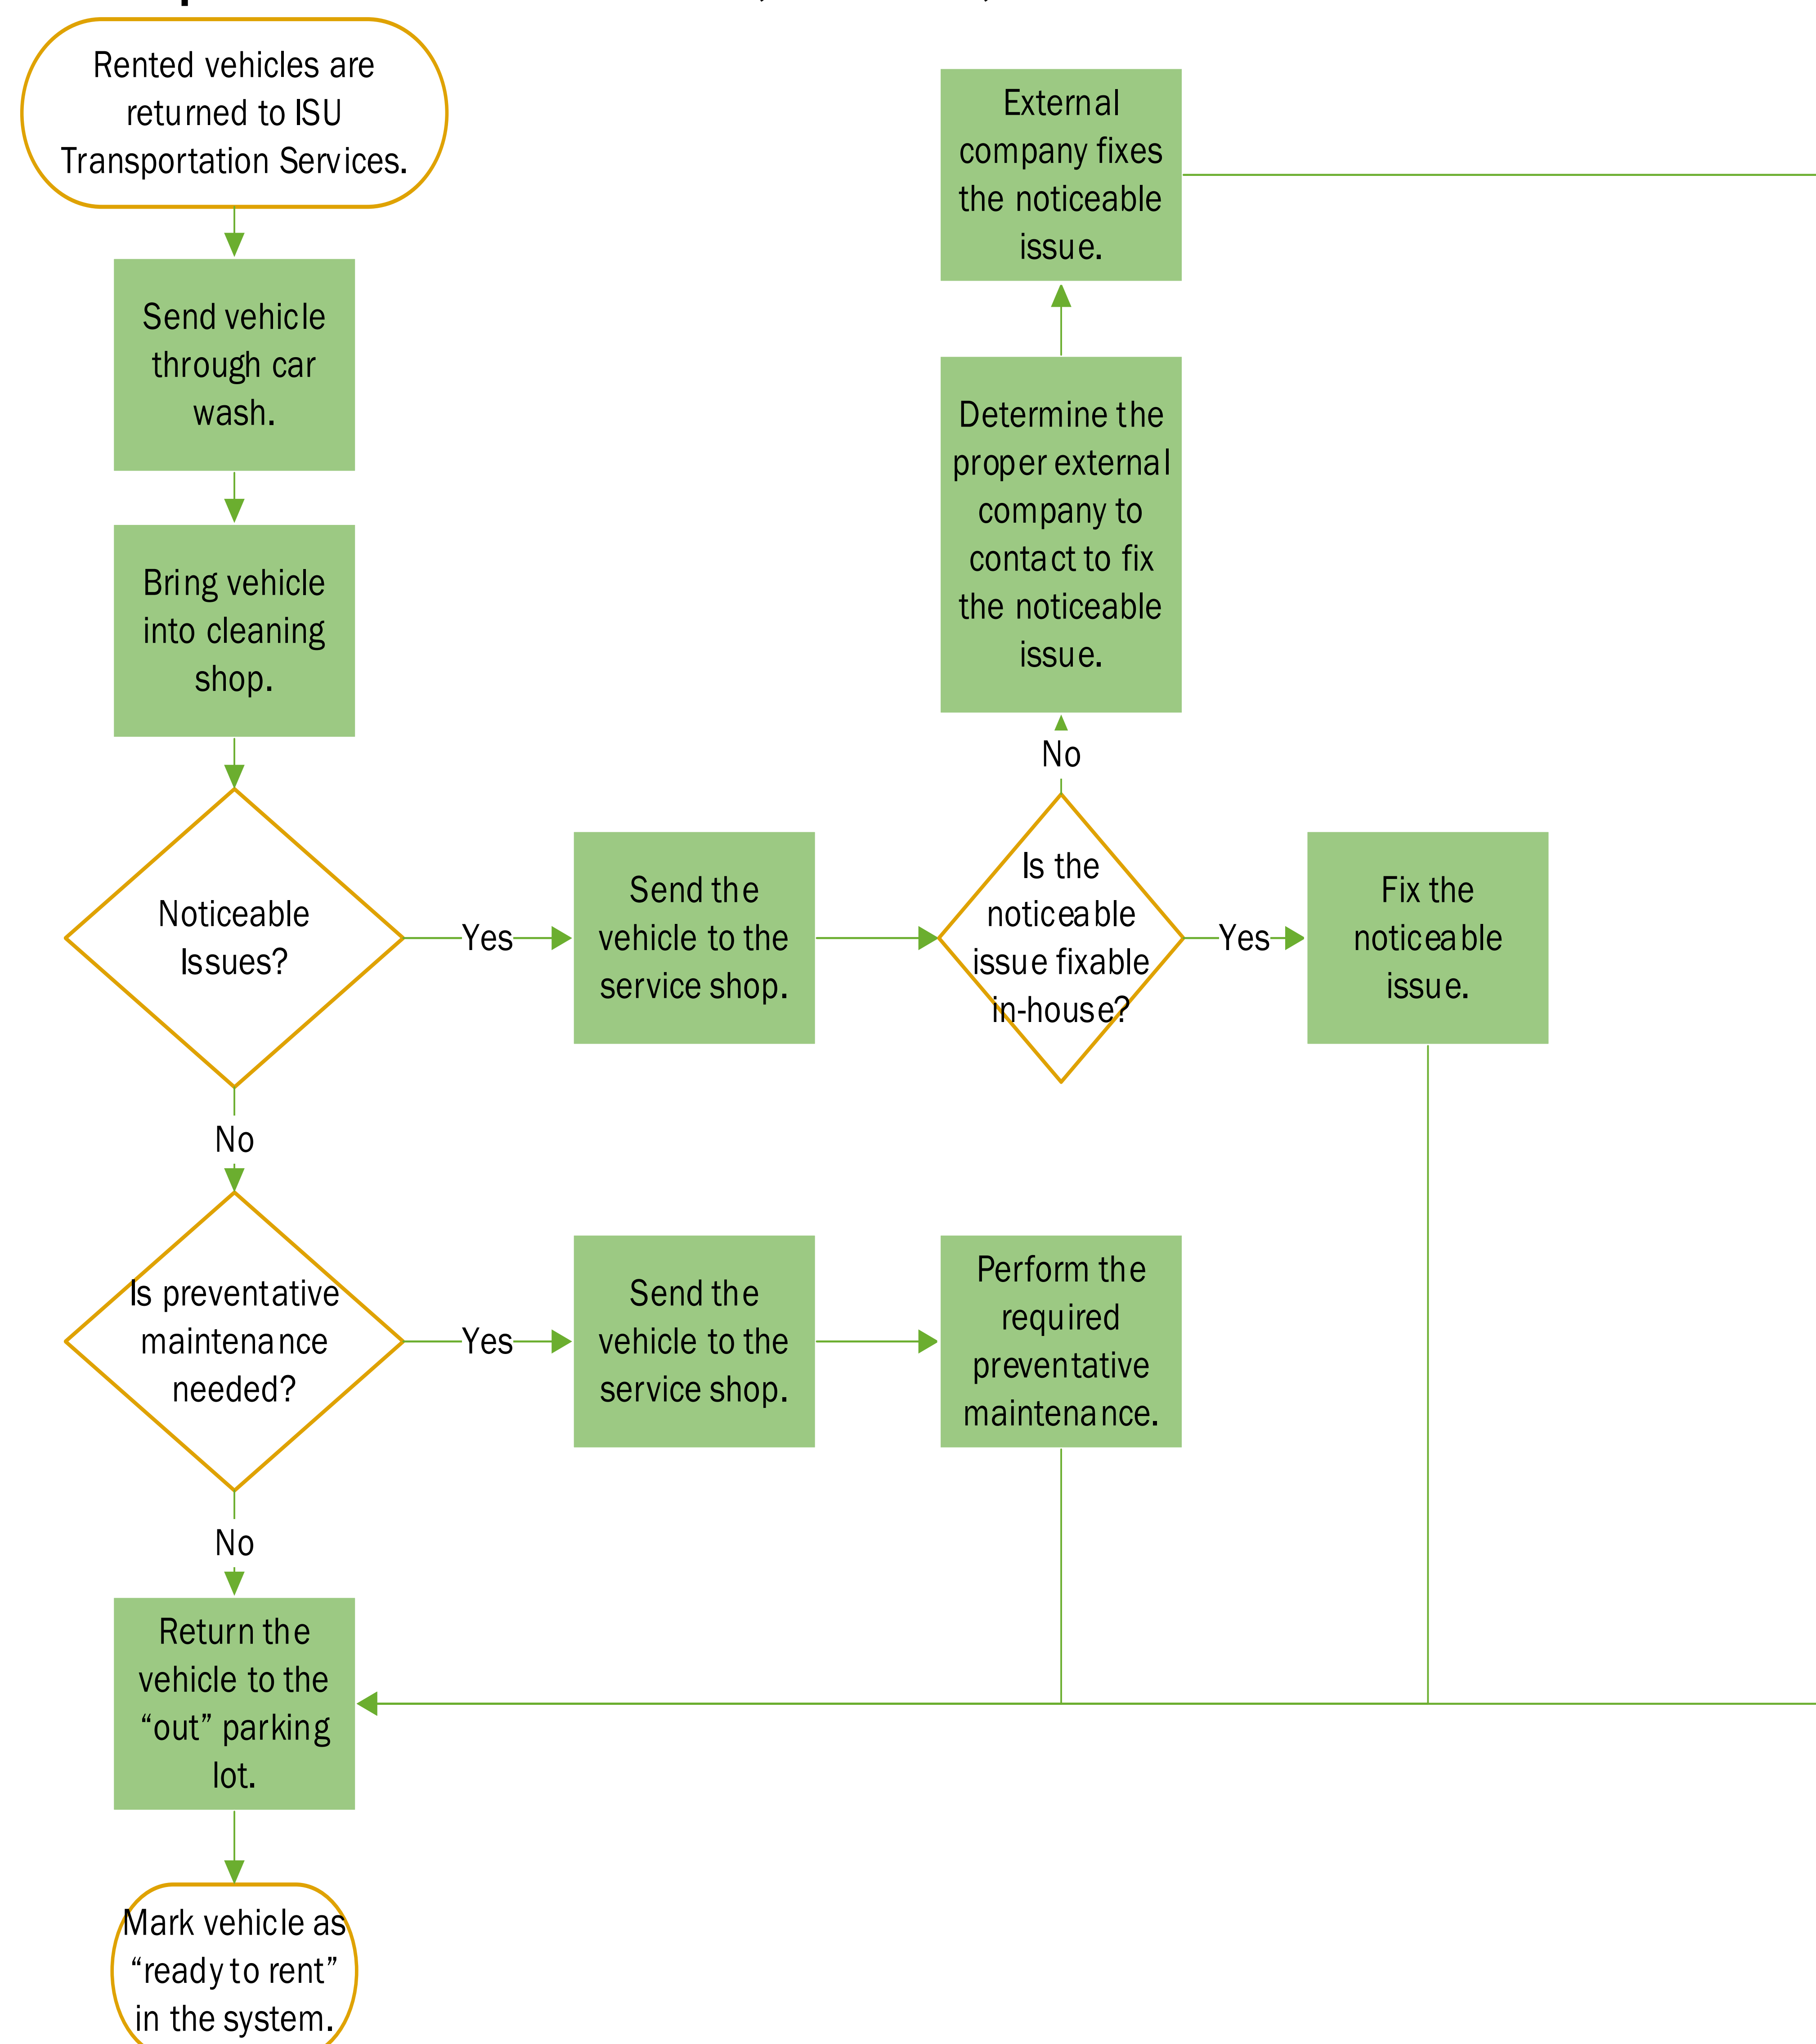 Rented vehicles are
returned to ISU
Transportation Services.
Send vehicle
through car
wash.
Bring vehicle
into cleaning
shop.
Noticeable
Issues?
Yes
Send the
vehicle to the
service shop.
Is the
noticeable
issue fixable
in-house?
No
Determine the
proper external
company to
contact to fix
the noticeable
issue.
External
company fixes
the noticeable
issue.
Yes
Fix the
noticeable
issue.
No
Is preventative
maintenance
needed?
Yes
Send the
vehicle to the
service shop.
Perform the
required
preventative
maintenance.
No
Return the
vehicle to the
“out” parking
lot.
Mark vehicle as
“ready to rent”
in the system.